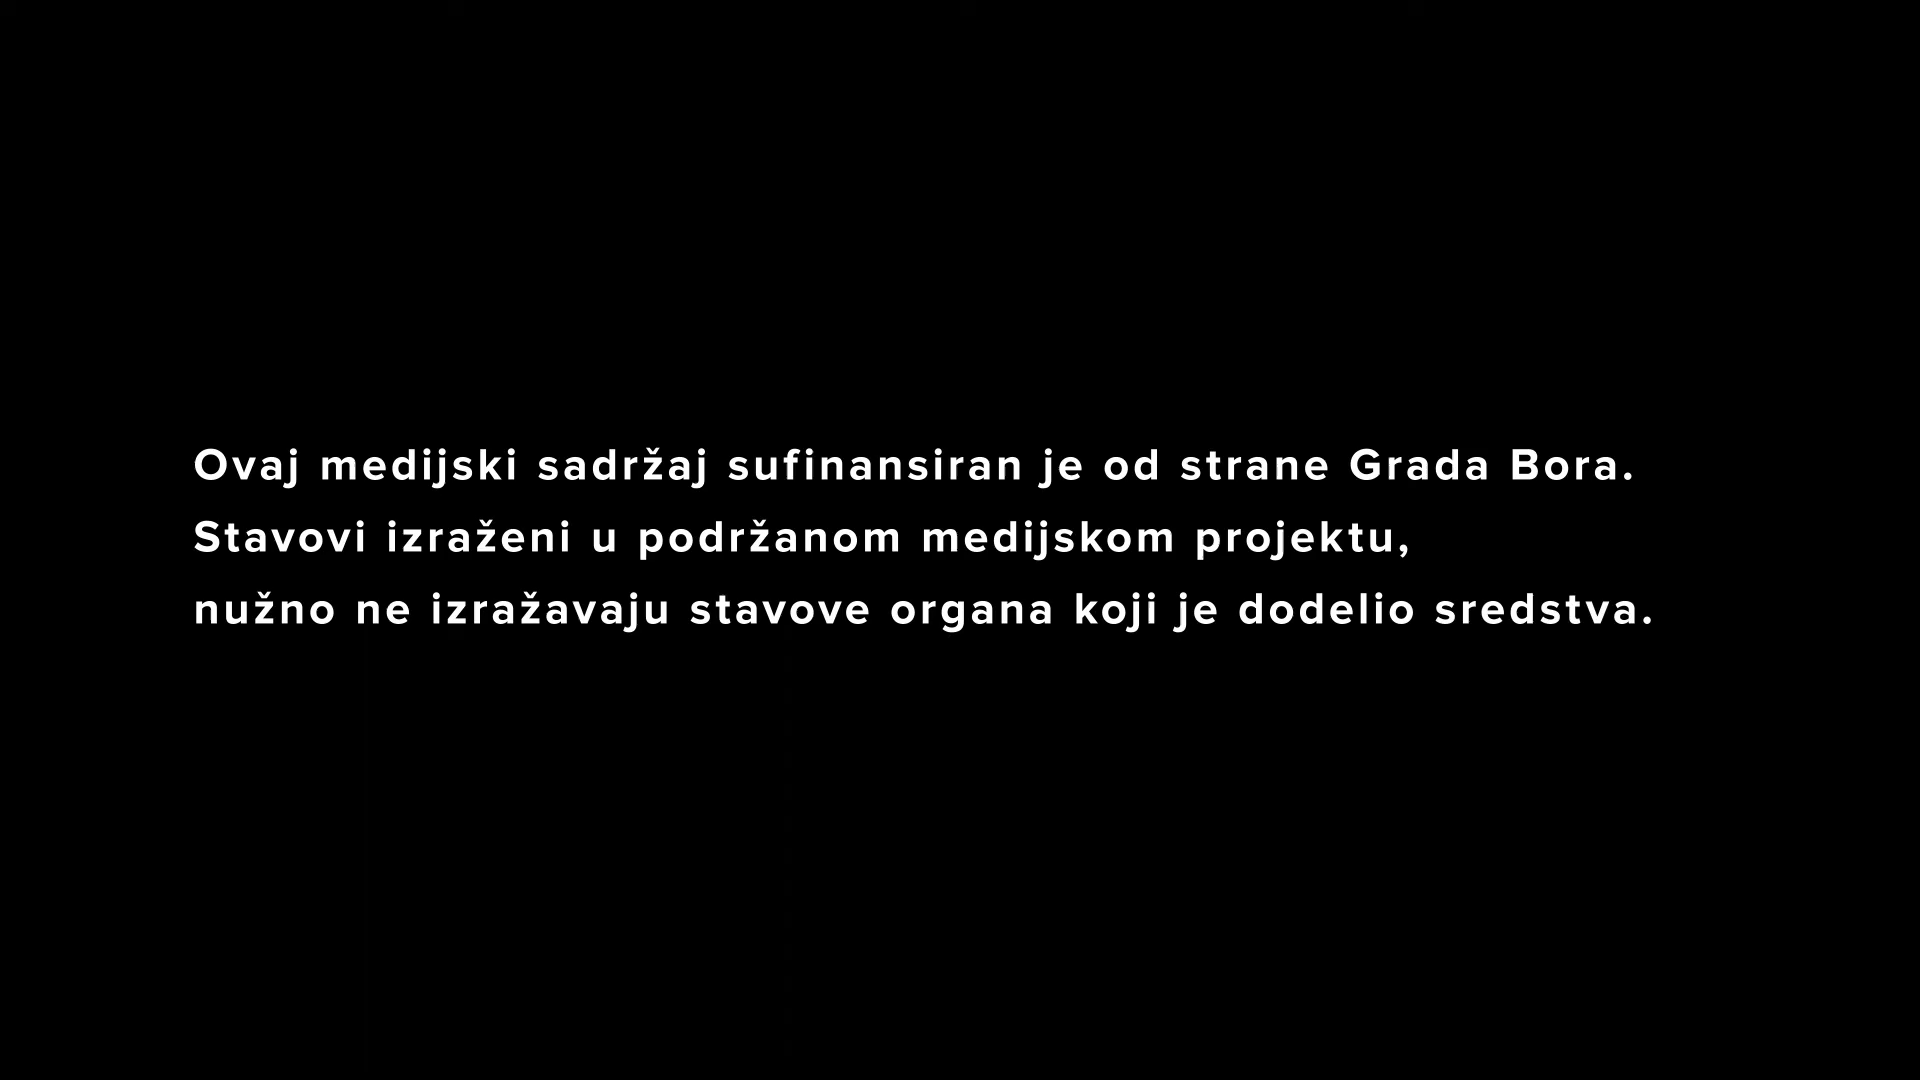 Ovaj medijski sadržaj sufinansiran je od strane Grada Bora.
Stavovi izraženi u podržanom medijskom projektu,
nužno ne izražavaju stavove organa koji je dodelio sredstva.